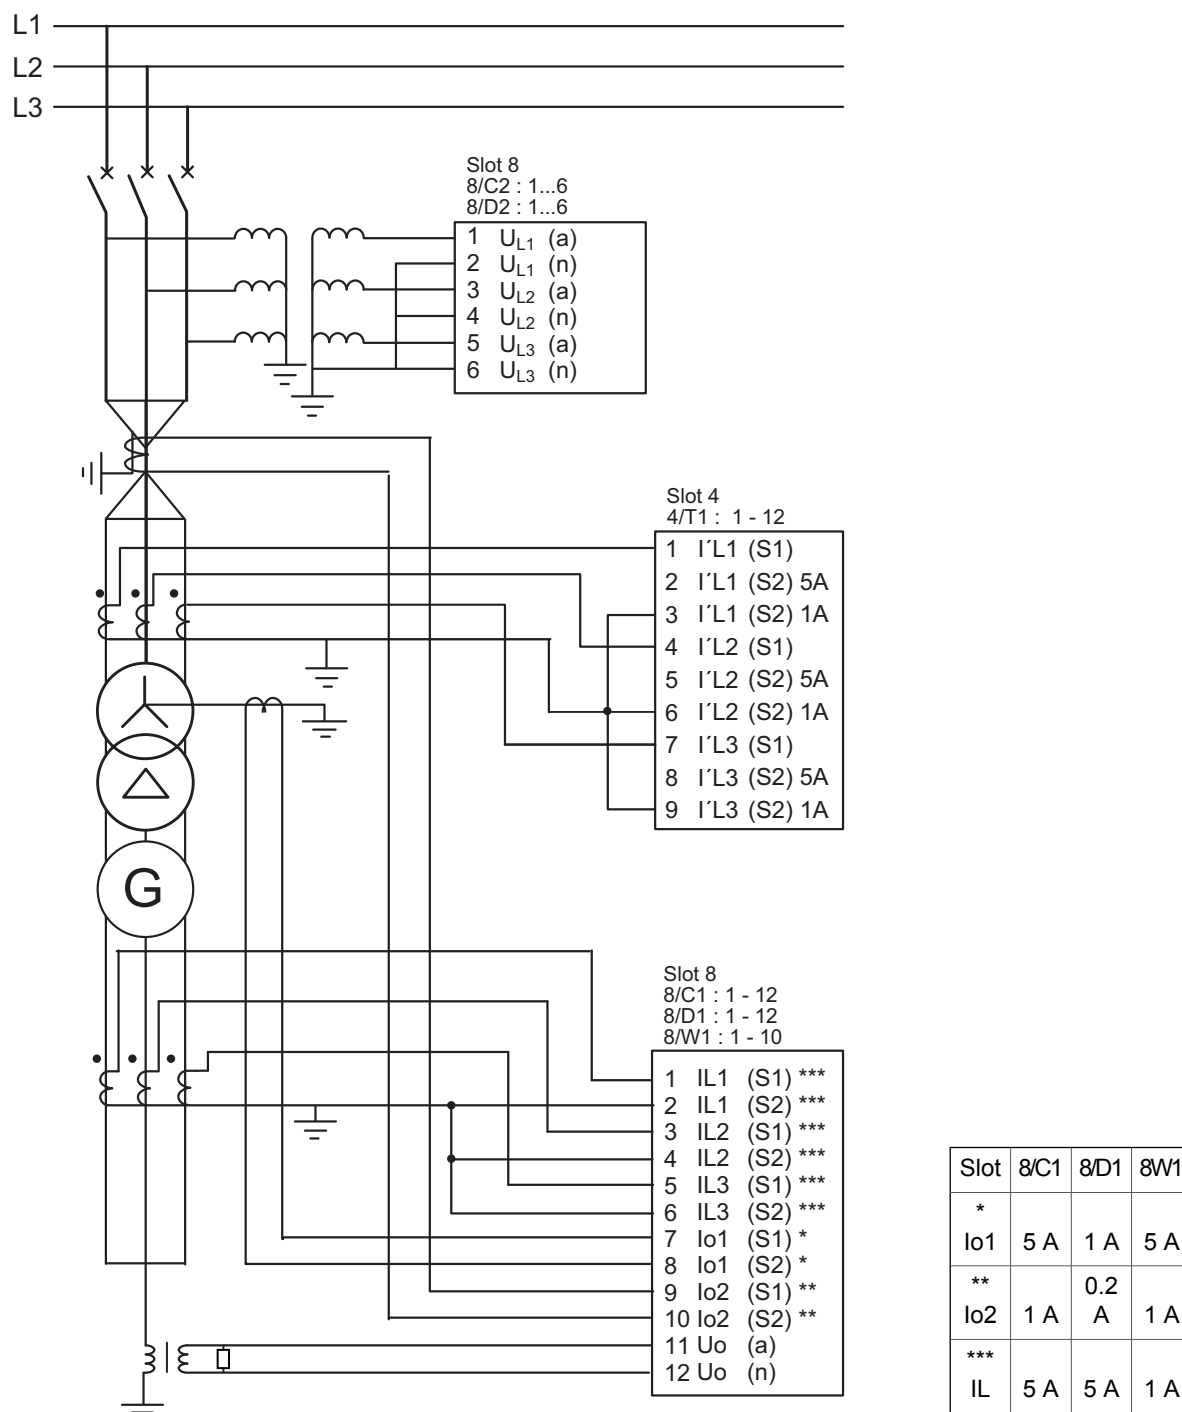 L1
L2
L3
Slot 8
8/C2 : 1...6
8/D2 : 1...6
1 UL1 (a)
2 UL1 (n)
3 UL2 (a)
4 UL2 (n)
5 UL3 (a)
6 UL3 (n)
Slot 4
4/T1 : 1 - 12
1 I´L1 (S1)
2 I´L1 (S2) 5A
3 I´L1 (S2) 1A
4 I´L2 (S1)
5 I´L2 (S2) 5A
6 I´L2 (S2) 1A
7 I´L3 (S1)
8 I´L3 (S2) 5A
9 I´L3 (S2) 1A
G
Slot 8
8/C1 : 1 - 12
8/D1 : 1 - 12
8/W1 : 1 - 10
1 IL1 (S1) ***
2 IL1 (S2) ***
3 IL2 (S1) ***
4 IL2 (S2) ***
5 IL3 (S1) ***
6 IL3 (S2) ***
7 Io1 (S1) *
8 Io1 (S2) *
9 Io2 (S1) **
10 Io2 (S2) **
11 Uo (a)
12 Uo (n)
Slot 8/C1 8/D1 8W1
*
Io1 5 A 1 A 5 A
** 0.2
Io2 1 A A 1 A
***
IL 5 A 5 A 1 A